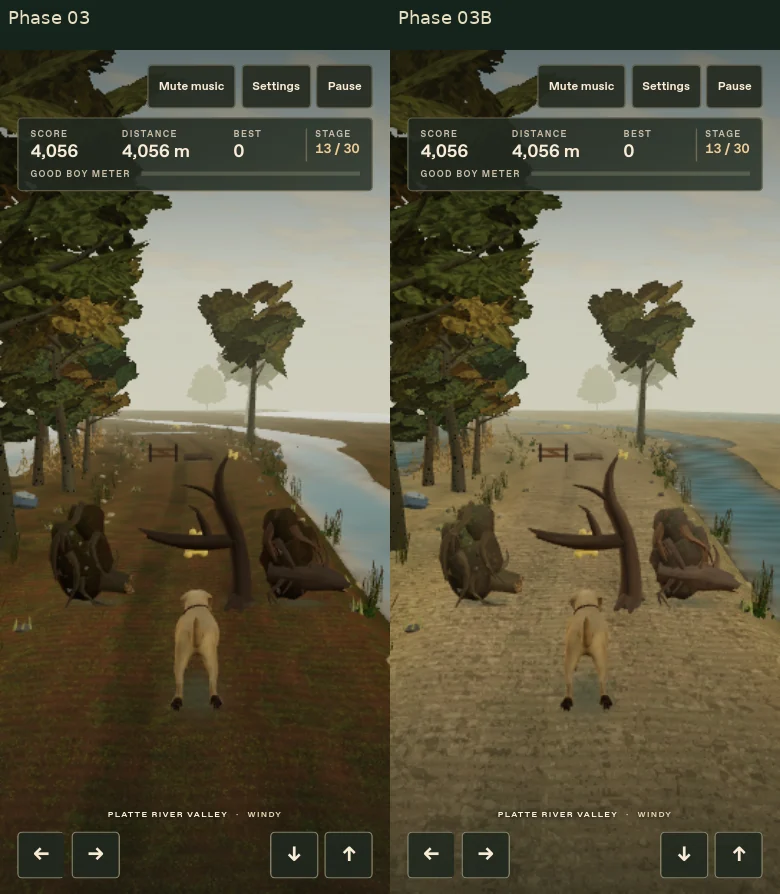 Phase 03
Mute music Settings Pause
SCORE DISTANCE BEST STAGE
4,056 4,056 m 0 13 / 30
GOOD BOY METER
PLATTE RIVER VALLEY · WINDY
← → ↓ ↑
Phase 03B
Mute music Settings Pause
SCORE DISTANCE BEST STAGE
4,056 4,056 m 0 13 / 30
GOOD BOY METER
PLATTE RIVER VALLEY · WINDY
← → ↓ ↑